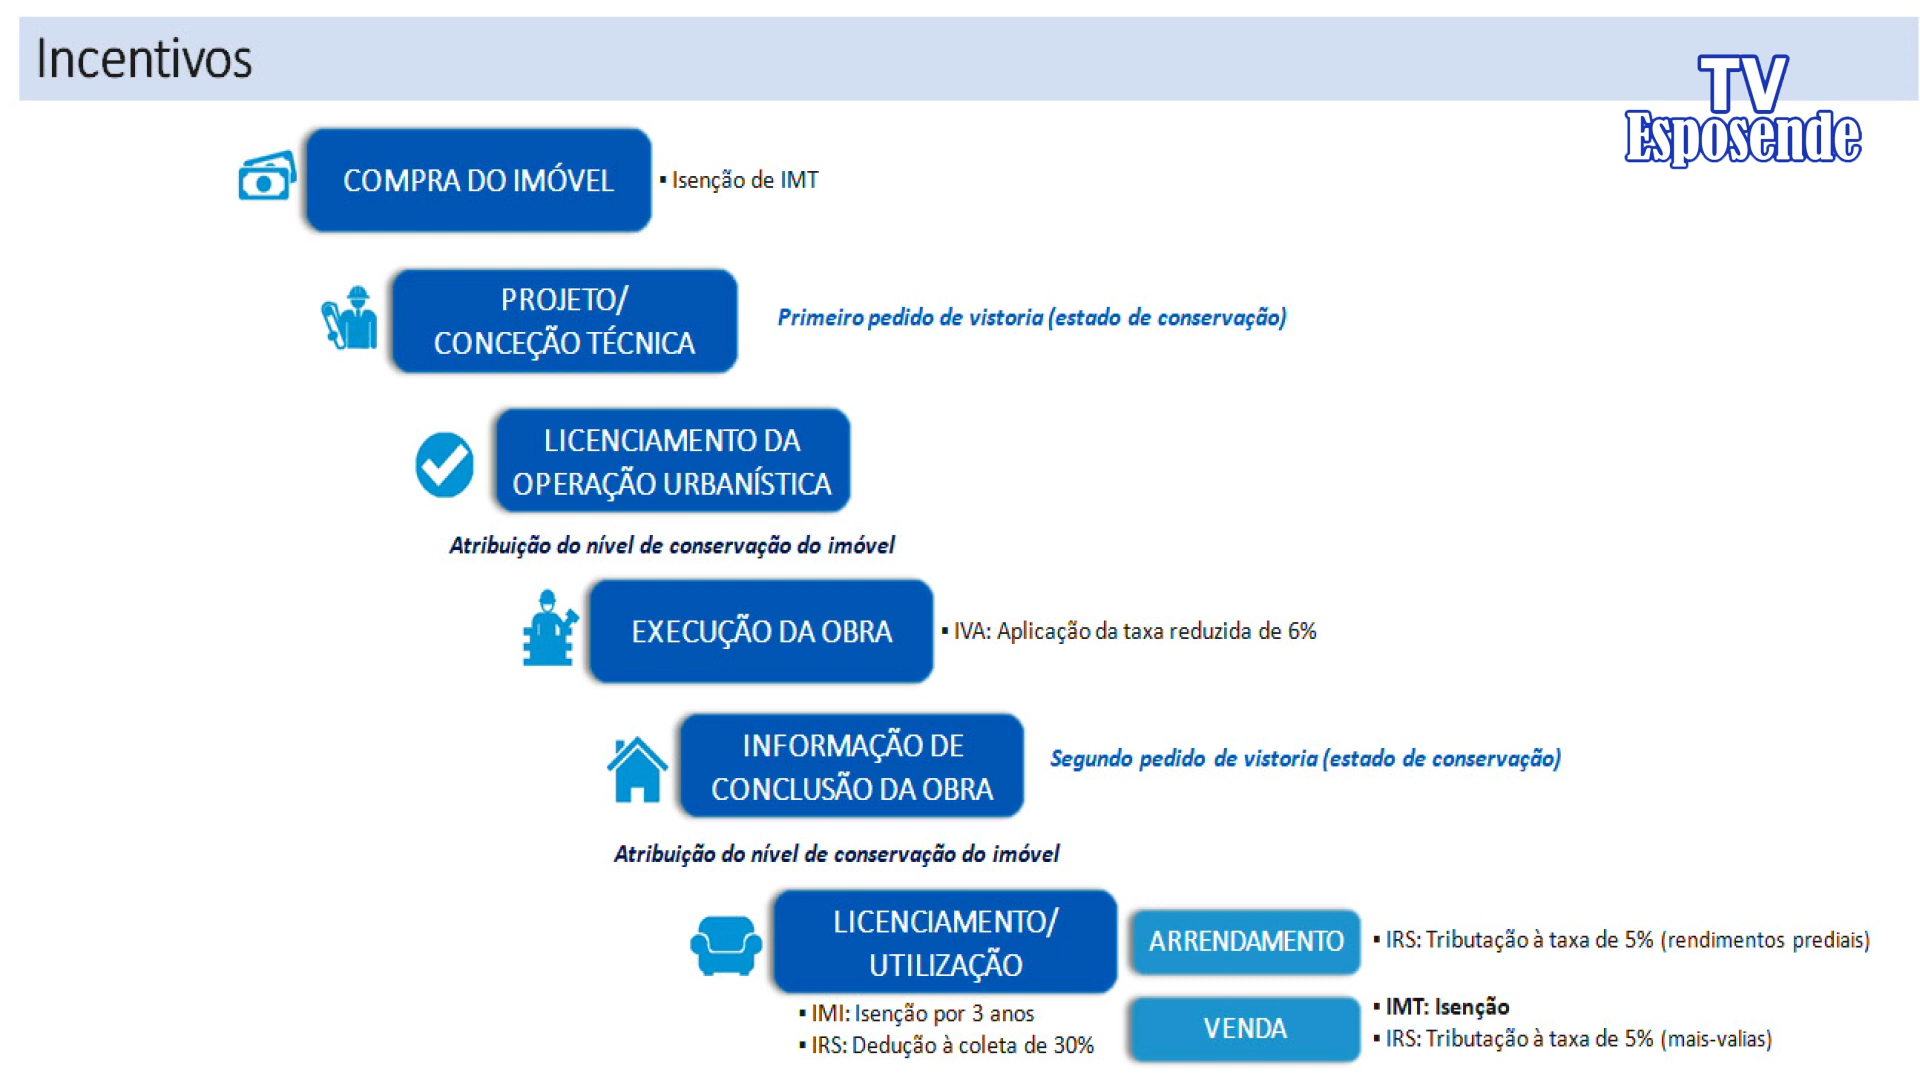 Incentivos
TV
Esposende
COMPRA DO IMÓVEL
▪ Isenção de IMT
PROJETO/
CONCEÇÃO TÉCNICA
Primeiro pedido de vistoria (estado de conservação)
LICENCIAMENTO DA
OPERAÇÃO URBANÍSTICA
Atribuição do nível de conservação do imóvel
EXECUÇÃO DA OBRA
▪ IVA: Aplicação da taxa reduzida de 6%
INFORMAÇÃO DE
CONCLUSÃO DA OBRA
Segundo pedido de vistoria (estado de conservação)
Atribuição do nível de conservação do imóvel
LICENCIAMENTO/
UTILIZAÇÃO
▪ IMI: Isenção por 3 anos
▪ IRS: Dedução à coleta de 30%
ARRENDAMENTO
▪ IRS: Tributação à taxa de 5% (rendimentos prediais)
VENDA
▪ IMT: Isenção
▪ IRS: Tributação à taxa de 5% (mais-valias)